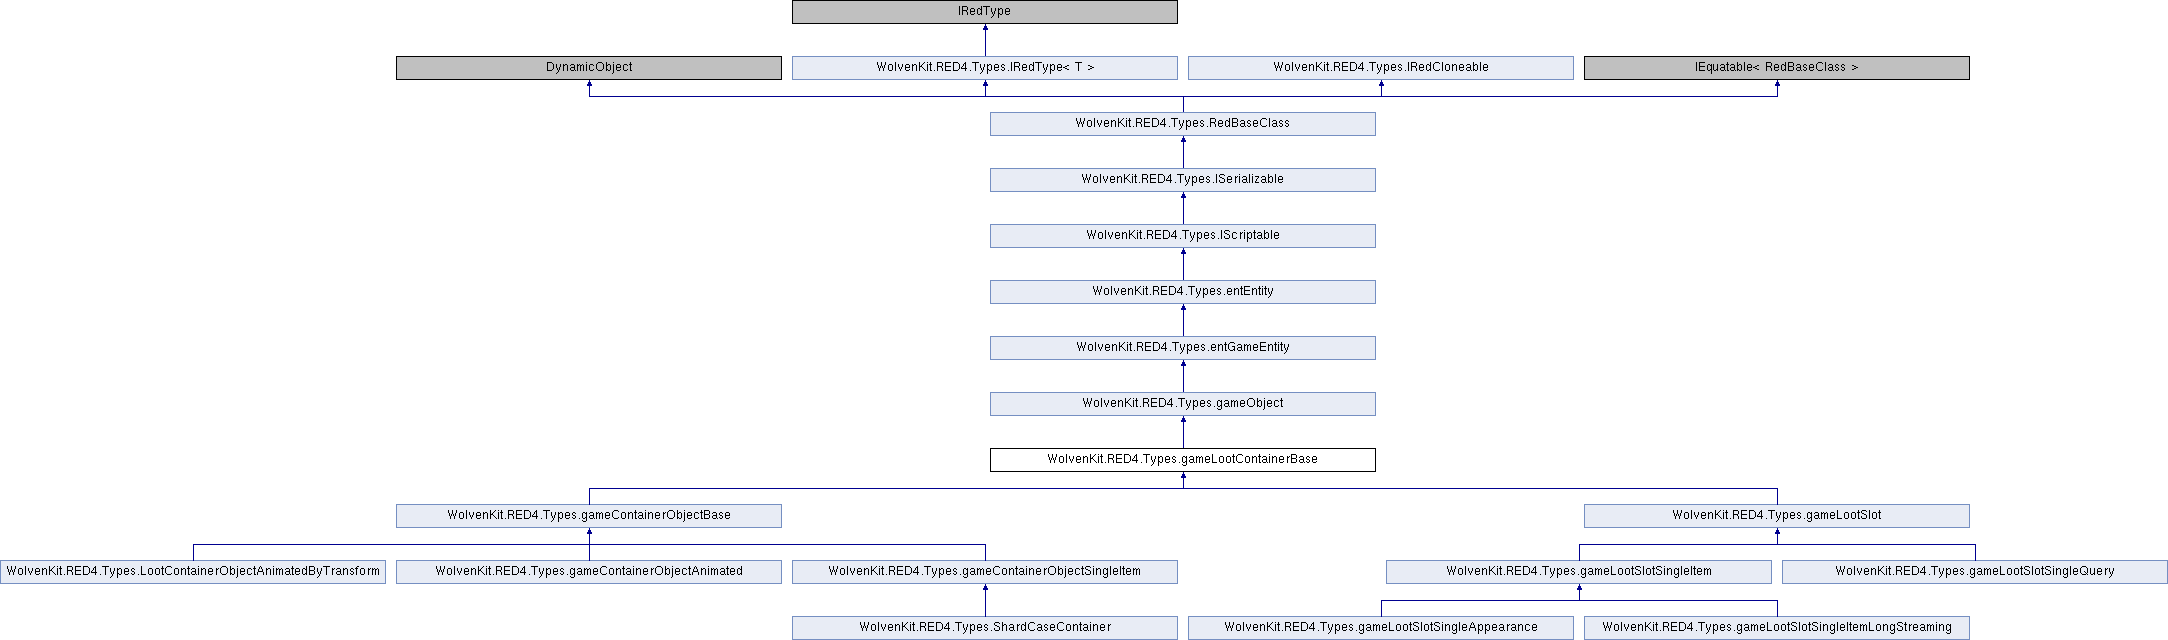 IRedType
DynamicObject
WolvenKit.RED4.Types.IRedType< T >
WolvenKit.RED4.Types.IRedCloneable
IEquatable< RedBaseClass >
WolvenKit.RED4.Types.RedBaseClass
WolvenKit.RED4.Types.ISerializable
WolvenKit.RED4.Types.IScriptable
WolvenKit.RED4.Types.entEntity
WolvenKit.RED4.Types.entGameEntity
WolvenKit.RED4.Types.gameObject
WolvenKit.RED4.Types.gameLootContainerBase
WolvenKit.RED4.Types.gameContainerObjectBase
WolvenKit.RED4.Types.gameLootSlot
WolvenKit.RED4.Types.LootContainerObjectAnimatedByTransform
WolvenKit.RED4.Types.gameContainerObjectAnimated
WolvenKit.RED4.Types.gameContainerObjectSingleItem
WolvenKit.RED4.Types.gameLootSlotSingleItem
WolvenKit.RED4.Types.gameLootSlotSingleQuery
WolvenKit.RED4.Types.ShardCaseContainer
WolvenKit.RED4.Types.gameLootSlotSingleAppearance
WolvenKit.RED4.Types.gameLootSlotSingleItemLongStreaming